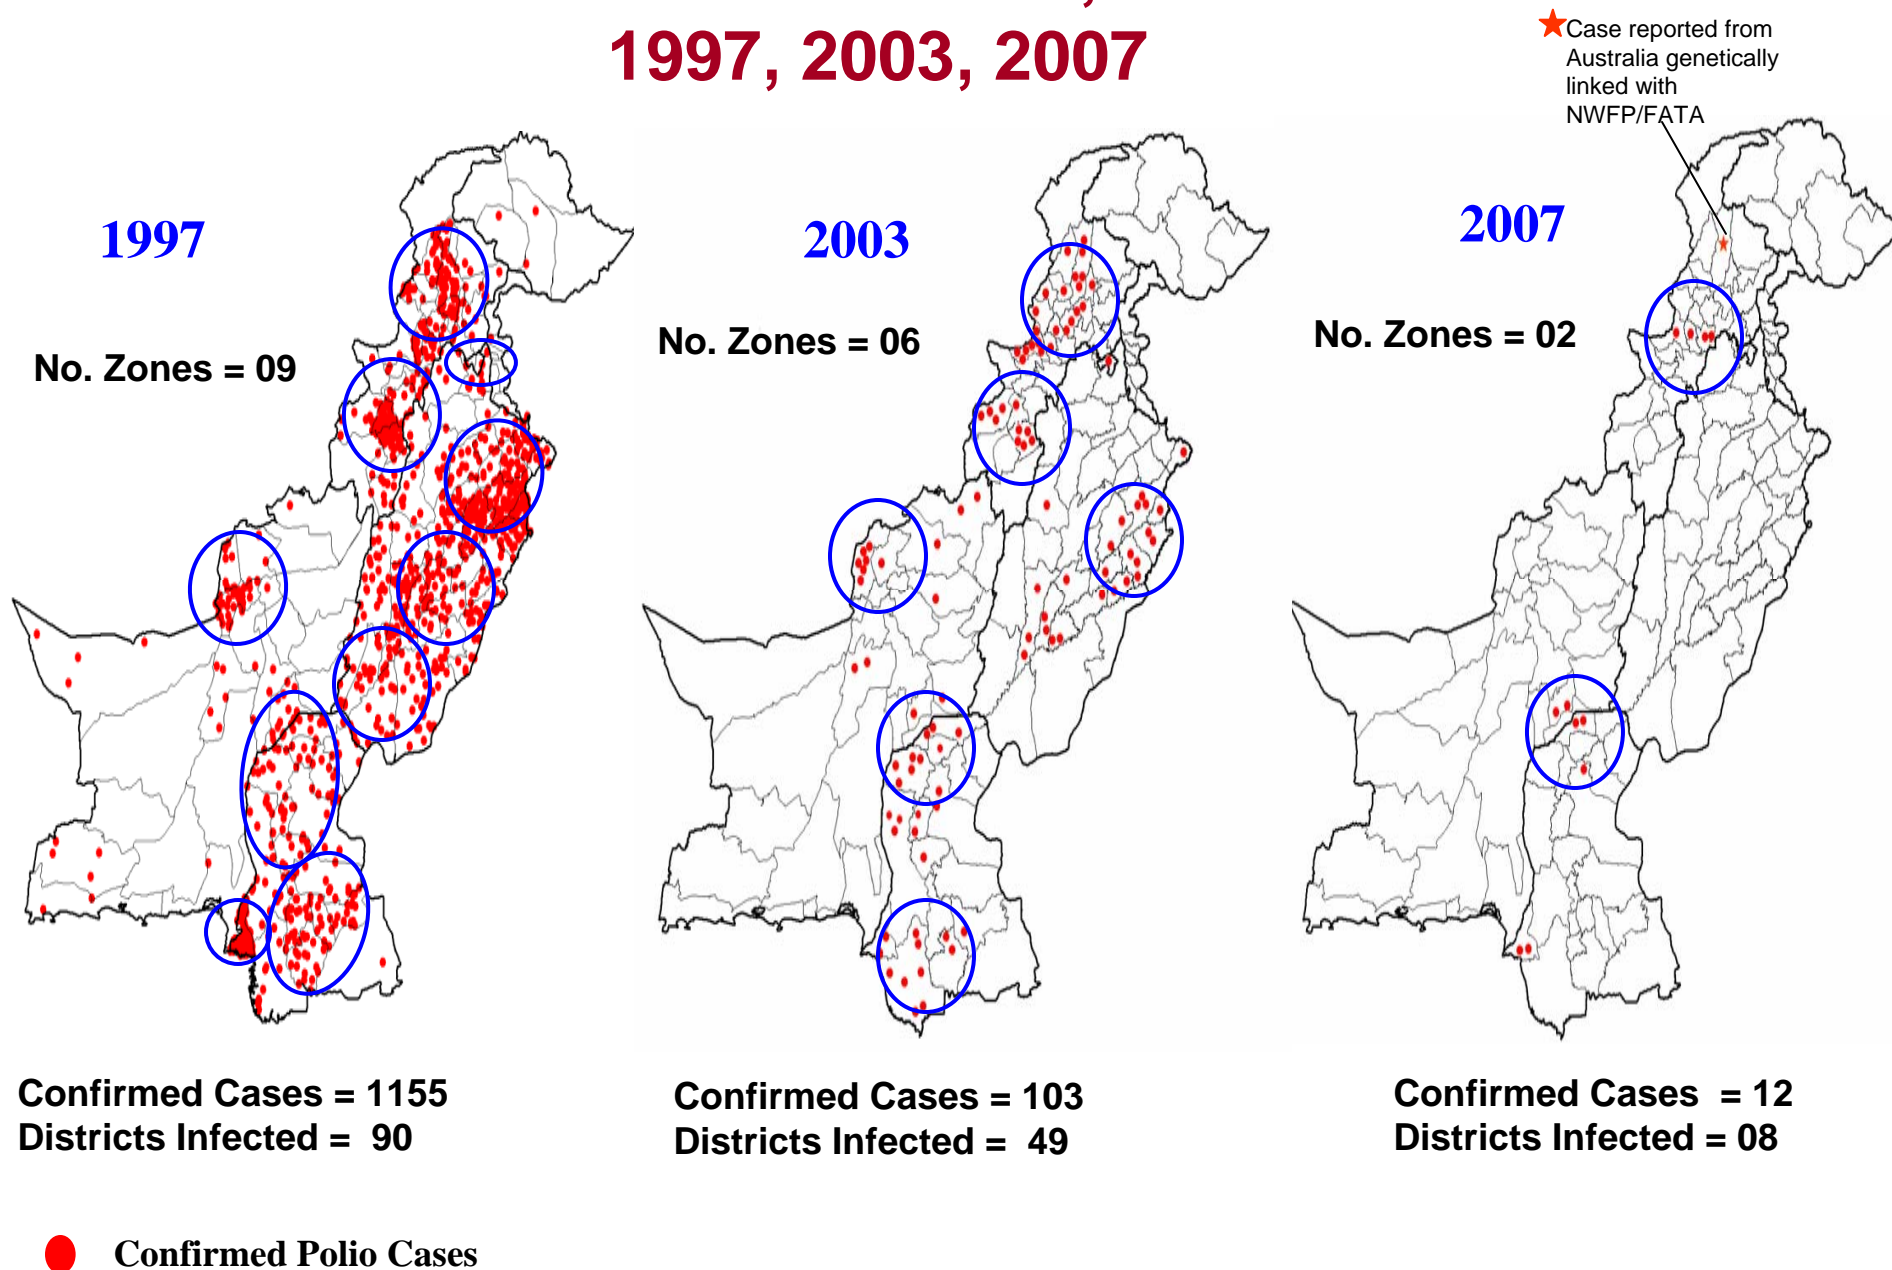 1997, 2003, 2007
Case reported from
Australia genetically
linked with
NWFP/FATA
1997
No. Zones = 09
2003
No. Zones = 06
2007
No. Zones = 02
Confirmed Cases = 1155
Districts Infected = 90
Confirmed Cases = 103
Districts Infected = 49
Confirmed Cases = 12
Districts Infected = 08
Confirmed Polio Cases